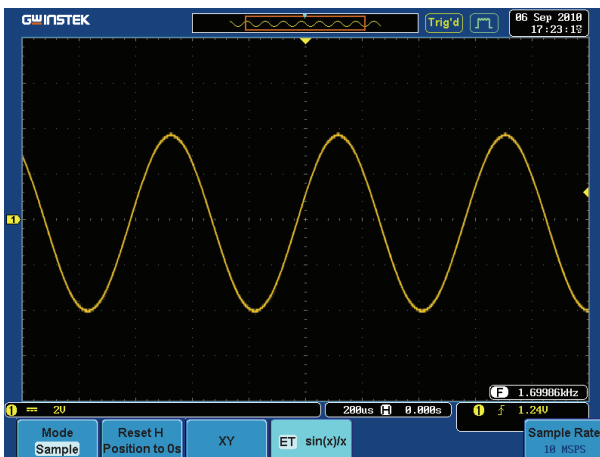 GWINSTEK
Trig'd
06 Sep 2010
17:23:19
1
F 1.69986kHz
1 2V
200us H 0.000s
1 1.24V
Mode
Sample
Reset H
Position to 0s
XY
ET sin(x)/x
Sample Rate
10 MSPS